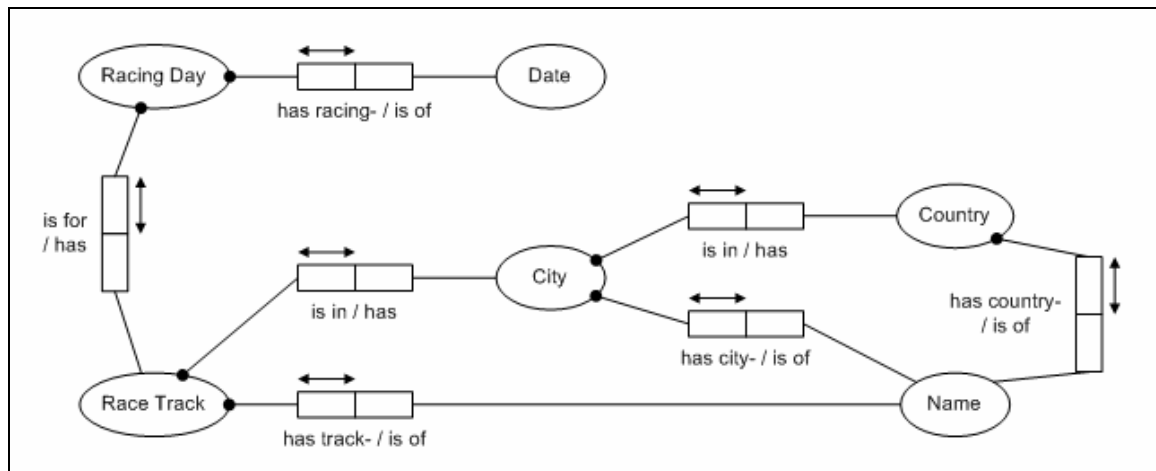 Racing Day
Date
has racing- / is of
is for
/ has
Country
is in / has
City
is in / has
has country-
/ is of
has city- / is of
Race Track
Name
has track- / is of